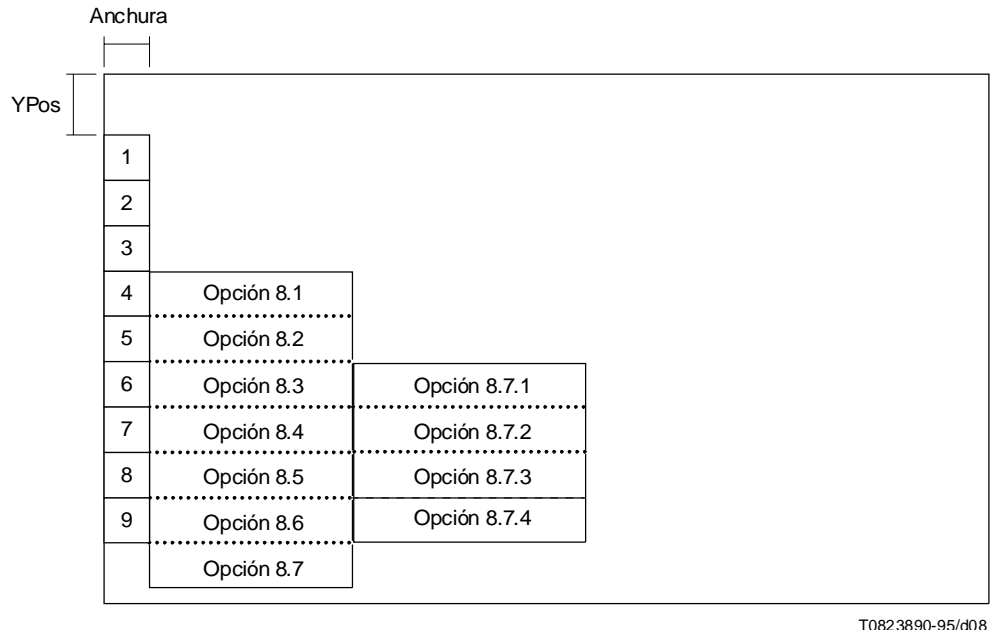 Anchura
YPos
1
2
3
4 Opción 8.1
5 Opción 8.2
6 Opción 8.3 Opción 8.7.1
7 Opción 8.4 Opción 8.7.2
8 Opción 8.5 Opción 8.7.3
9 Opción 8.6 Opción 8.7.4
Opción 8.7
T0823890-95/d08